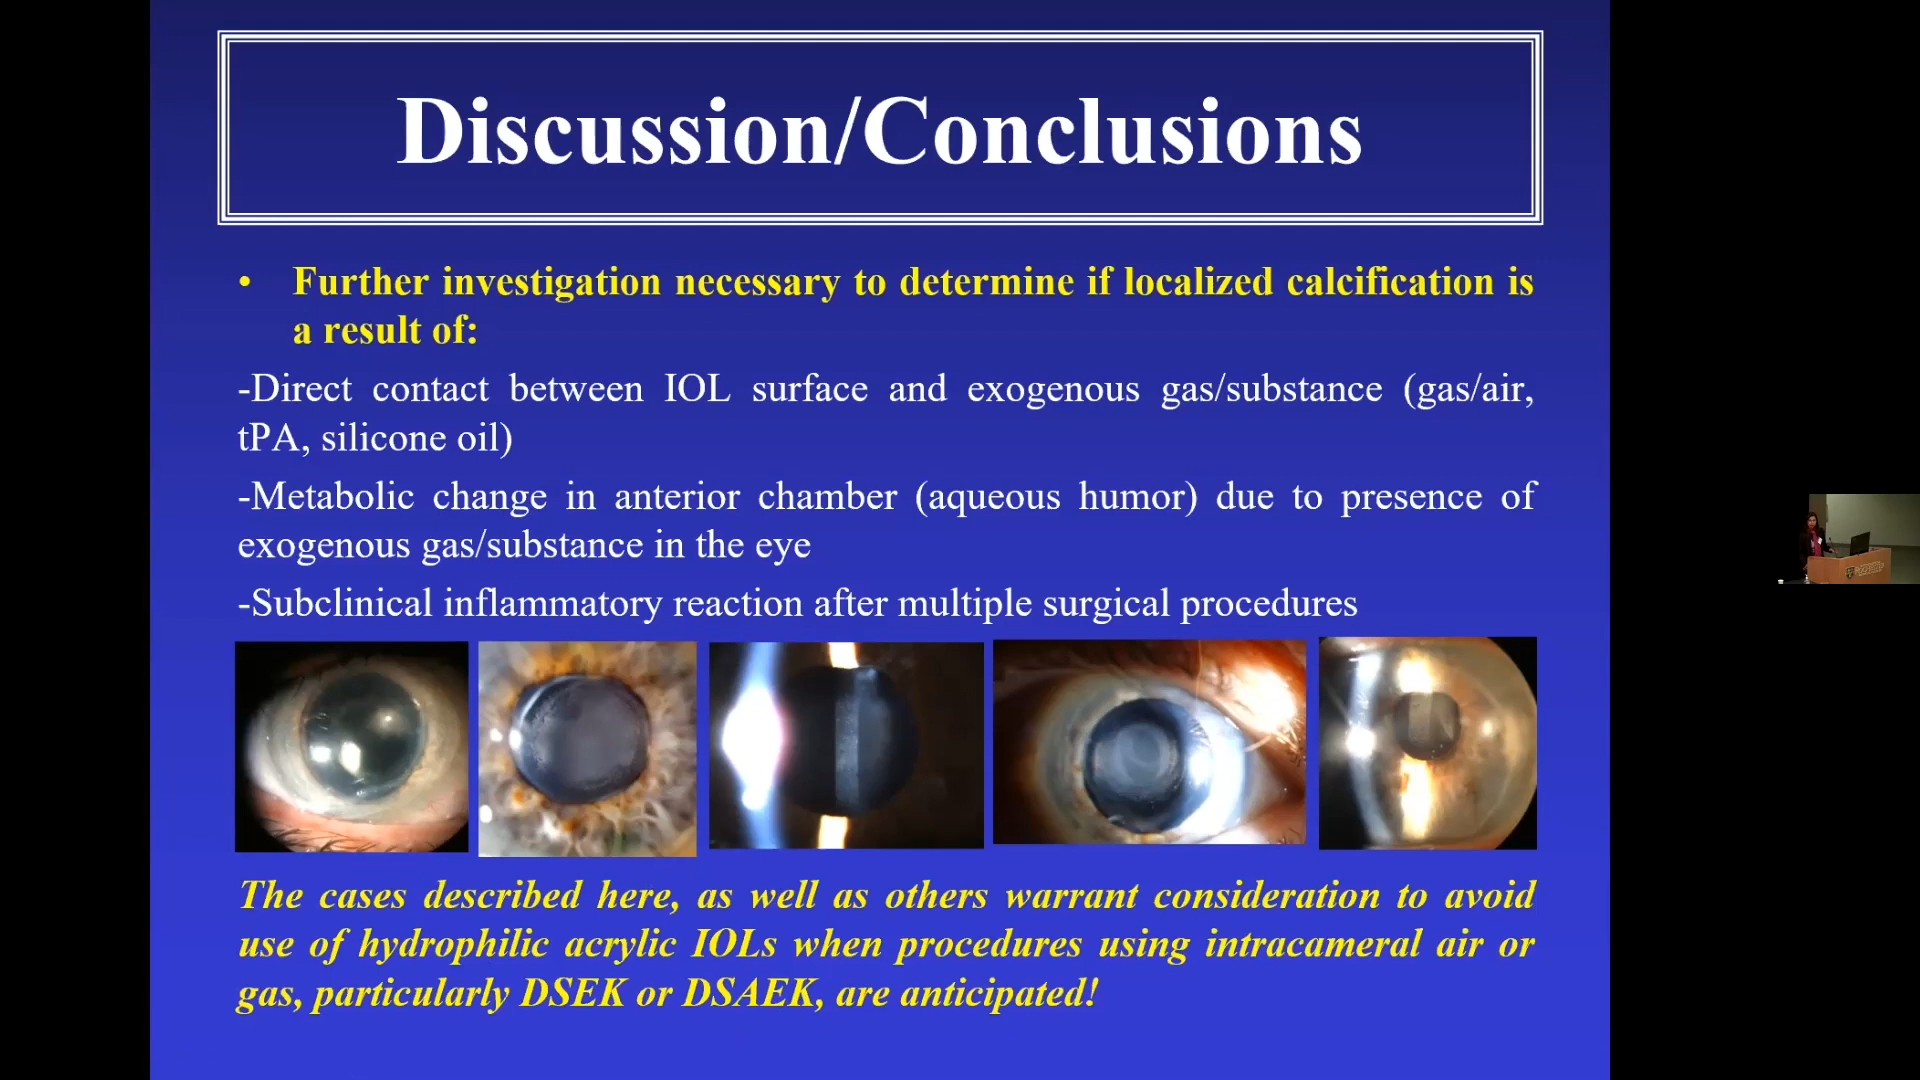 Discussion/Conclusions
• Further investigation necessary to determine if localized calcification is
a result of:
-Direct contact between IOL surface and exogenous gas/substance (gas/air,
tPA, silicone oil)
-Metabolic change in anterior chamber (aqueous humor) due to presence of
exogenous gas/substance in the eye
-Subclinical inflammatory reaction after multiple surgical procedures
The cases described here, as well as others warrant consideration to avoid
use of hydrophilic acrylic IOLs when procedures using intracameral air or
gas, particularly DSEK or DSAEK, are anticipated!